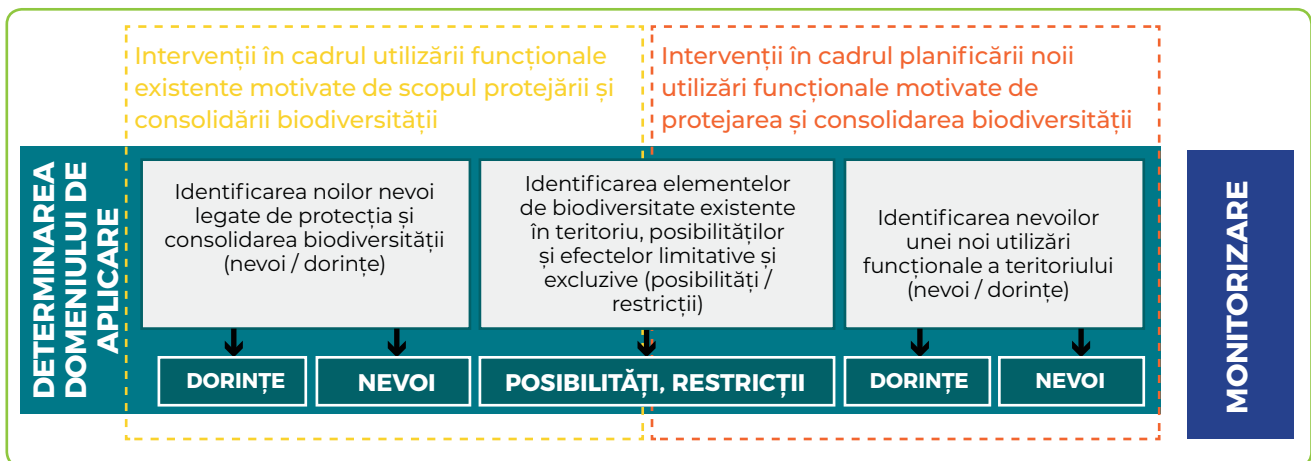 Intervenții în cadrul utilizării funcționale
existente motivate de scopul protejării și
consolidării biodiversității
Intervenții în cadrul planificării noii
utilizări funcționale motivate de
protejarea și consolidarea biodiversității
DETERMINAREA
DOMENIULUI DE
APLICARE
Identificarea noilor nevoi
legate de protecția și
consolidarea biodiversității
(nevoi / dorințe)
Identificarea elementelor
de biodiversitate existente
în teritoriu, posibilităților
și efectelor limitative și
excluzive (posibilități /
restricții)
Identificarea nevoilor
unei noi utilizări
funcționale a teritoriului
(nevoi / dorințe)
DORINȚE
NEVOI
POSIBILITĂȚI, RESTRICȚII
DORINȚE
NEVOI
MONITORIZARE